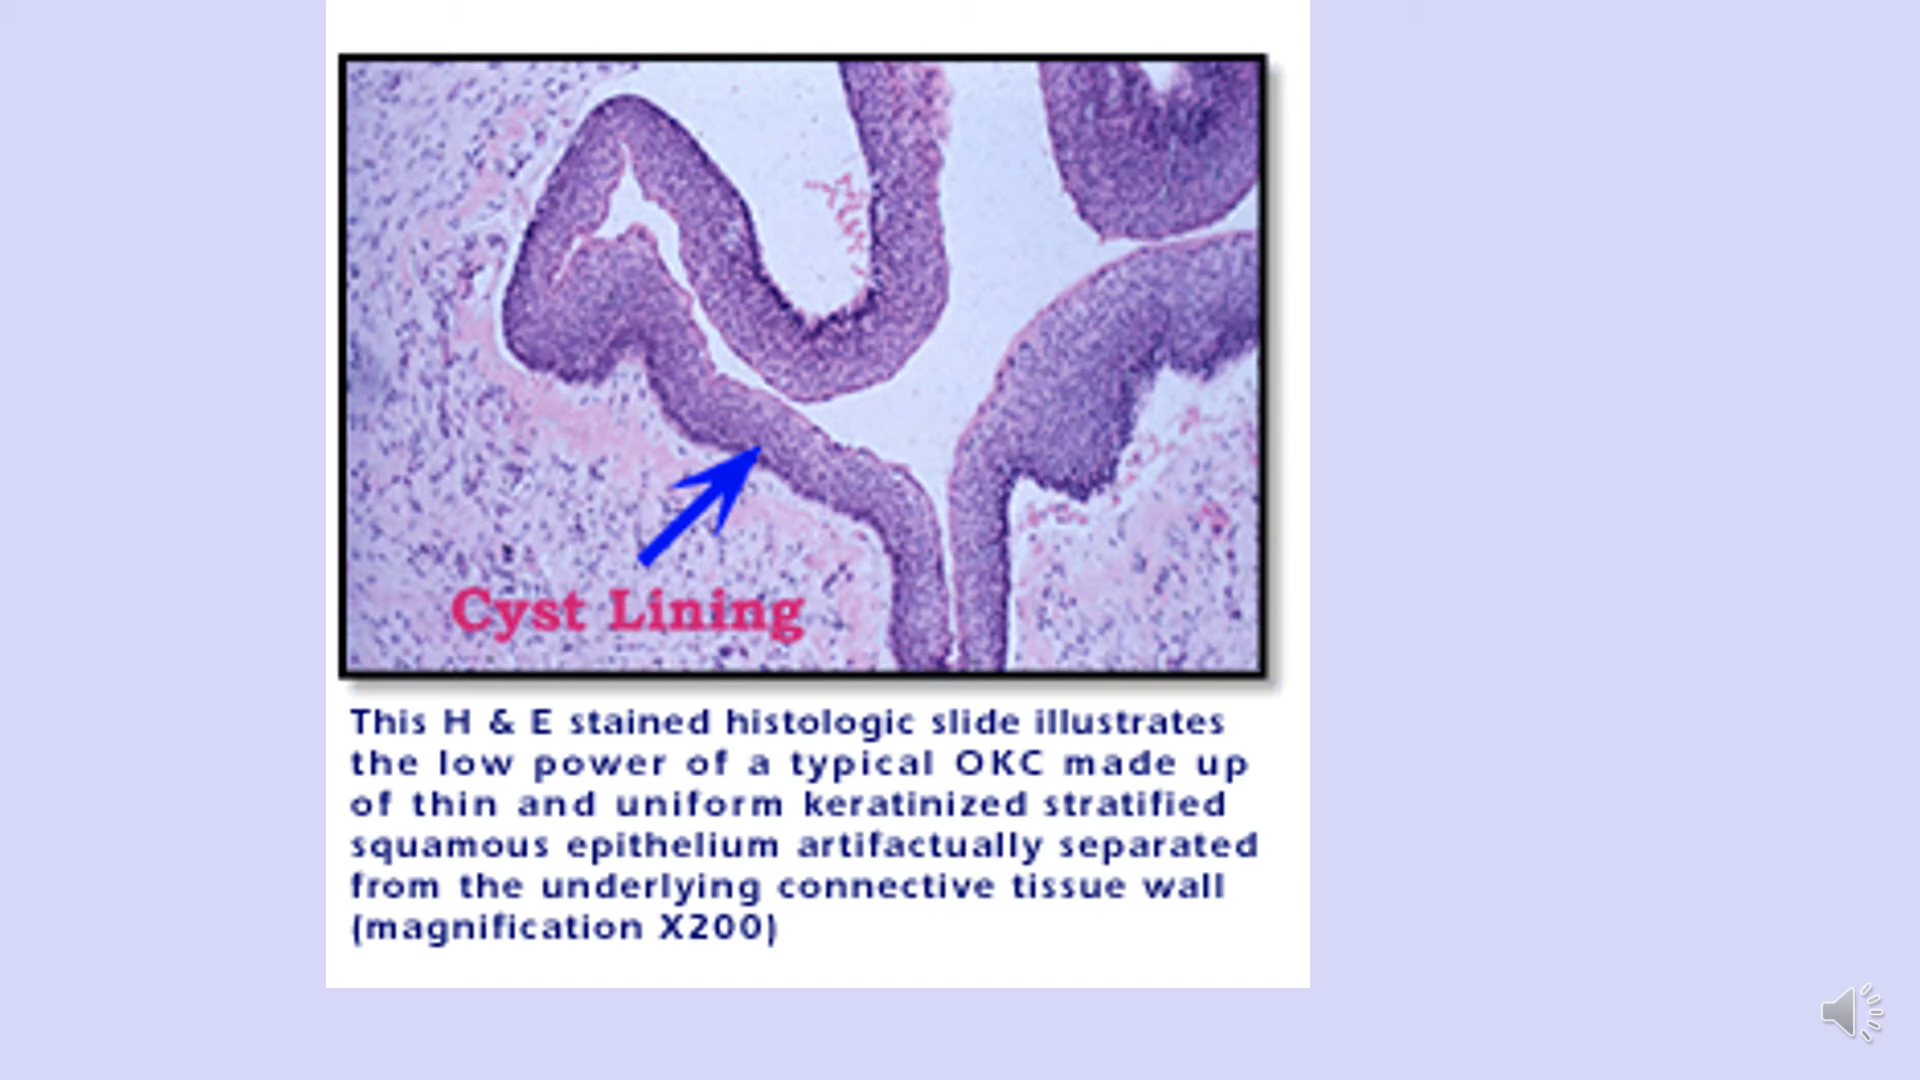 Cyst Lining
This H & E stained histologic slide illustrates
the low power of a typical OKC made up
of thin and uniform keratinized stratified
squamous epithelium artifactually separated
from the underlying connective tissue wall
(magnification X200)